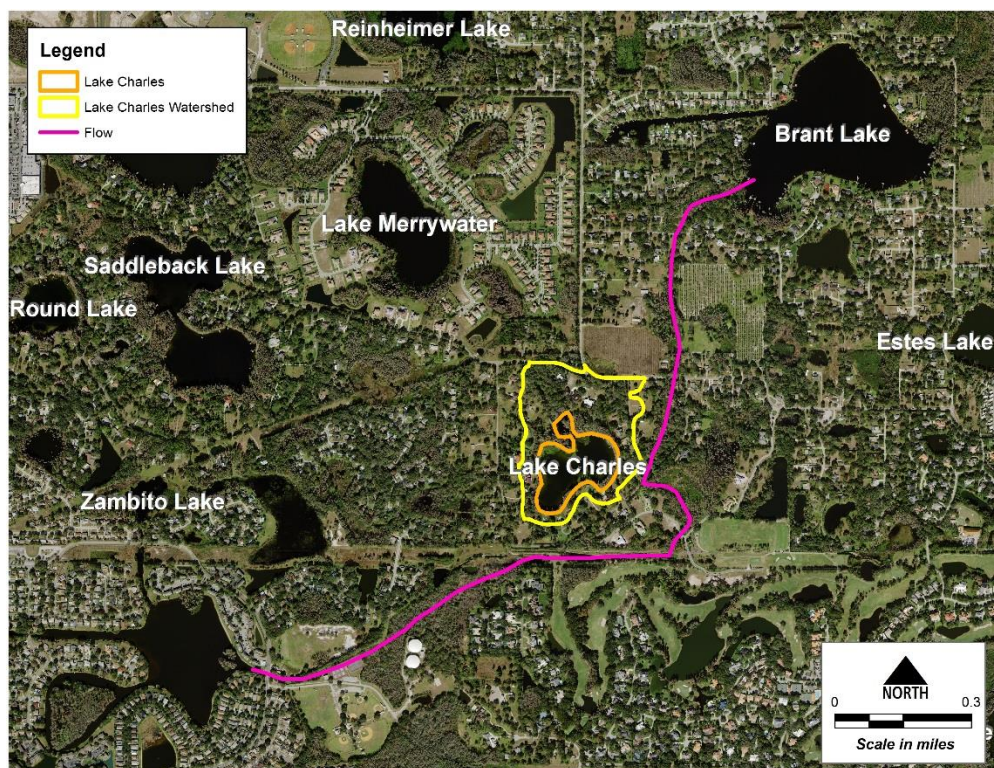 Reinheimer Lake
Legend
Lake Charles
Lake Charles Watershed
Flow
Brant Lake
Lake Merrywater
Saddleback Lake
Round Lake
Estes Lake
Lake Charles
Zambito Lake
NORTH
0 0.3
Scale in miles